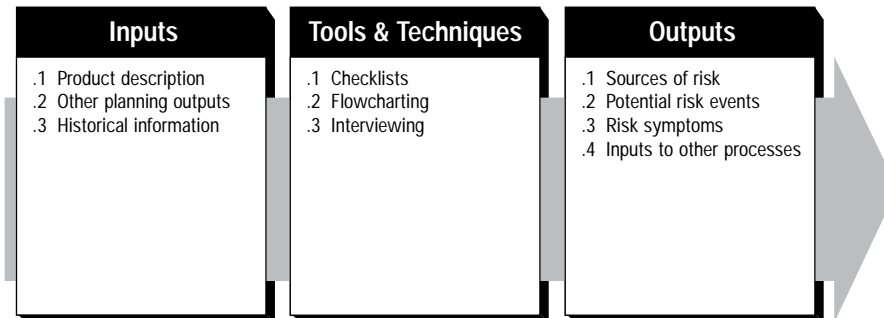 Inputs
.1 Product description
.2 Other planning outputs
.3 Historical information
Tools & Techniques
.1 Checklists
.2 Flowcharting
.3 Interviewing
Outputs
.1 Sources of risk
.2 Potential risk events
.3 Risk symptoms
.4 Inputs to other processes